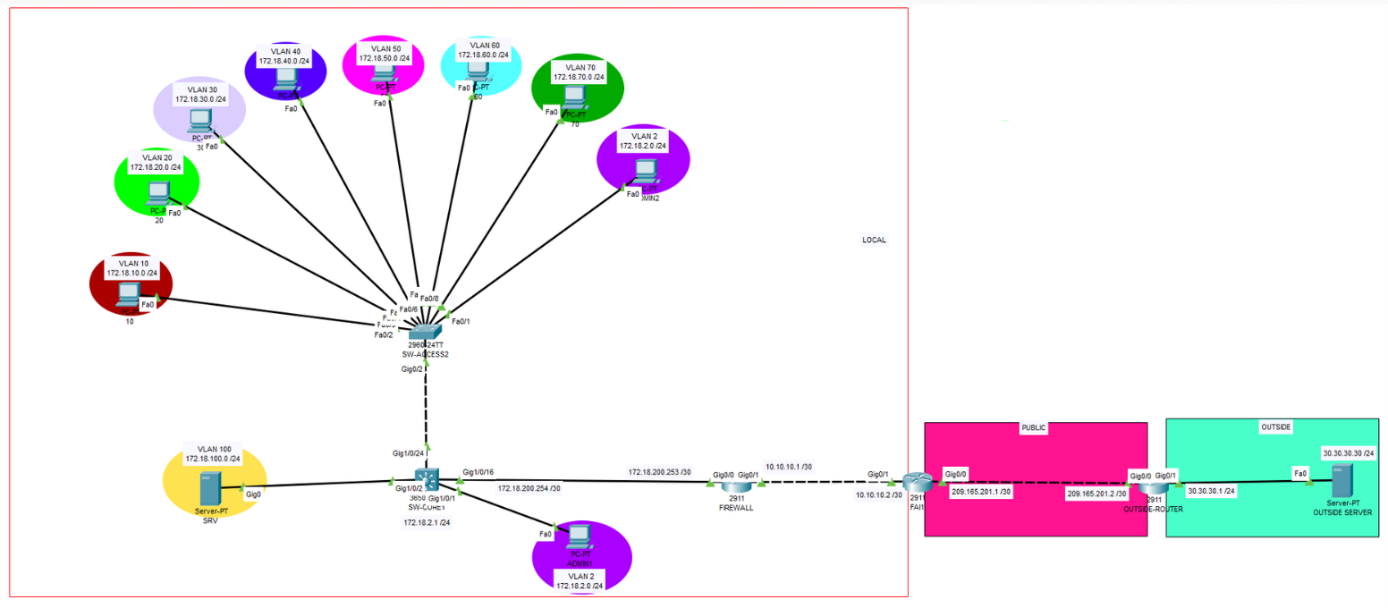 VLAN 40
172.18.40.0 /24
Fa0
VLAN 50
172.18.50.0 /24
PC-PT
Fa0
VLAN 60
172.18.60.0 /24
Fa0
VLAN 70
172.18.70.0 /24
Fa0
PC-PT
70
VLAN 30
172.18.30.0 /24
Fa0
VLAN 2
172.18.2.0 /24
Fa0
VLAN 20
172.18.20.0 /24
Fa0
20
LOCAL
VLAN 10
172.18.10.0 /24
Fa0
10
Fa0/8
Fa0/6
Fa0/1
Fa0/2
2960-24TT
SW-ACCESS2
Gig0/2
VLAN 100
172.18.100.0 /24
Gig0
Server-PT
SRV
Gig1/0/24
Gig1/0/16
Gig1/0/2
Gig1/0/1
3650
SW-CORE1
172.18.2.1 /24
172.18.200.254 /30
172.18.200.253 /30
Gig0/0
Gig0/1
2911
FIREWALL
10.10.10.1 /30
Fa0
PC-PT
ADMIN1
VLAN 2
172.18.2.0 /24
Gig0/1
10.10.10.2 /30
Gig0/0
2911
FAI1
PUBLIC
209.165.201.1 /30
209.165.201.2 /30
Gig0/0
Gig0/1
2911
OUTSIDE-ROUTER
OUTSIDE
30.30.30.1 /24
Fa0
30.30.30.30 /24
Server-PT
OUTSIDE SERVER